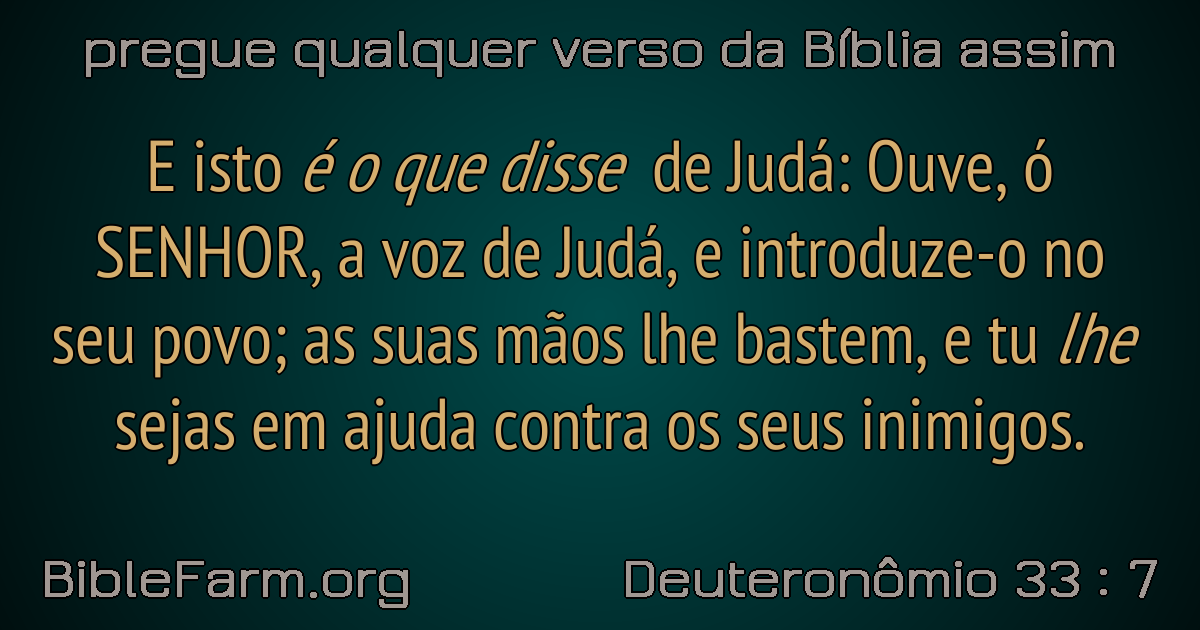 pregue qualquer verso da Bíblia assim
E isto é o que disse de Judá: Ouve, ó
SENHOR, a voz de Judá, e introduze-o no
seu povo; as suas mãos lhe bastem, e tu lhe
sejas em ajuda contra os seus inimigos.
BibleFarm.org
Deuteronômio 33 : 7